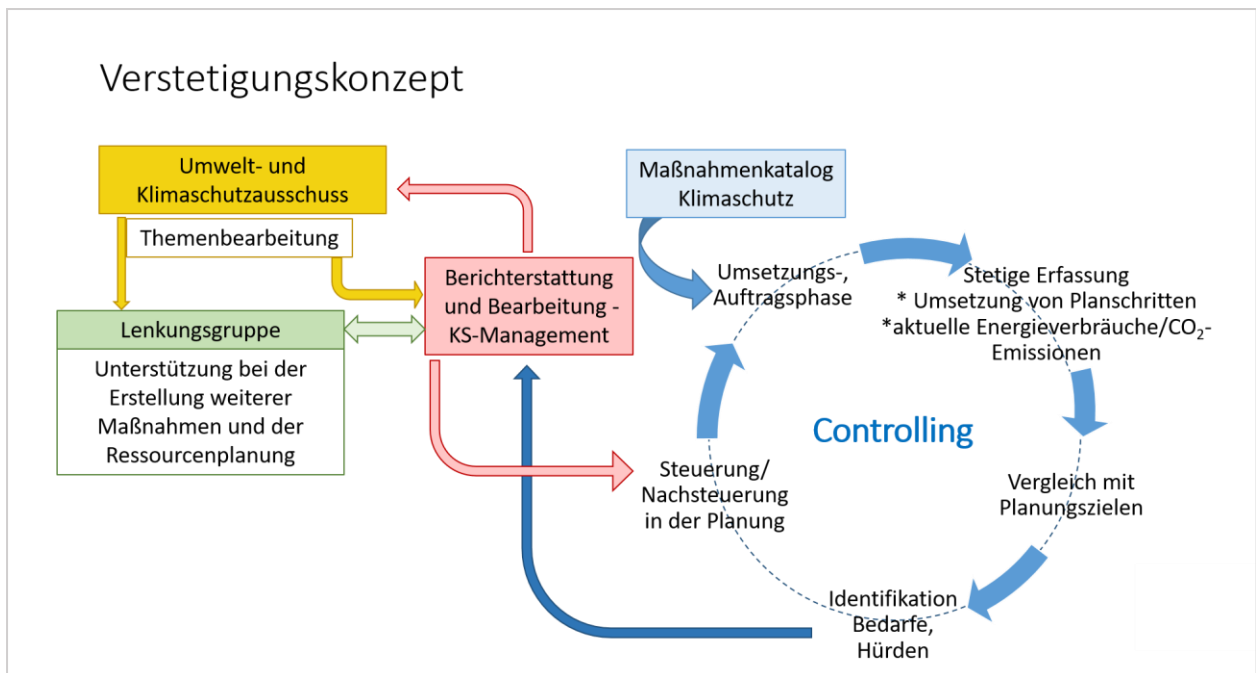 Verstetigungskonzept
Umwelt- und
Klimaschutzausschuss
Themenbearbeitung
Lenkungsgruppe
Unterstützung bei der
Erstellung weiterer
Maßnahmen und der
Ressourcenplanung
Berichterstattung
und Bearbeitung -
KS-Management
Maßnahmenkatalog
Klimaschutz
Umsetzungs-,
Auftragsphase
Stetige Erfassung
* Umsetzung von Planschritten
*aktuelle Energieverbräuche/CO₂-
Emissionen
Controlling
Vergleich mit
Planungszielen
Identifikation
Bedarfe,
Hürden
Steuerung/
Nachsteuerung
in der Planung